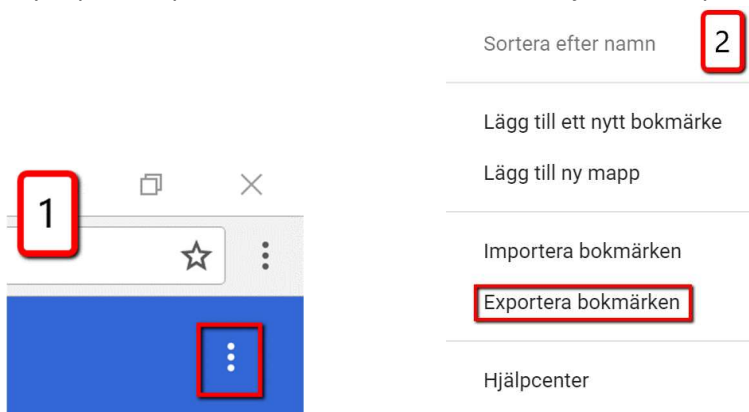 1
2
Sortera efter namn
Lägg till ett nytt bokmärke
Lägg till ny mapp
Importera bokmärken
Exportera bokmärken
Hjälpcenter